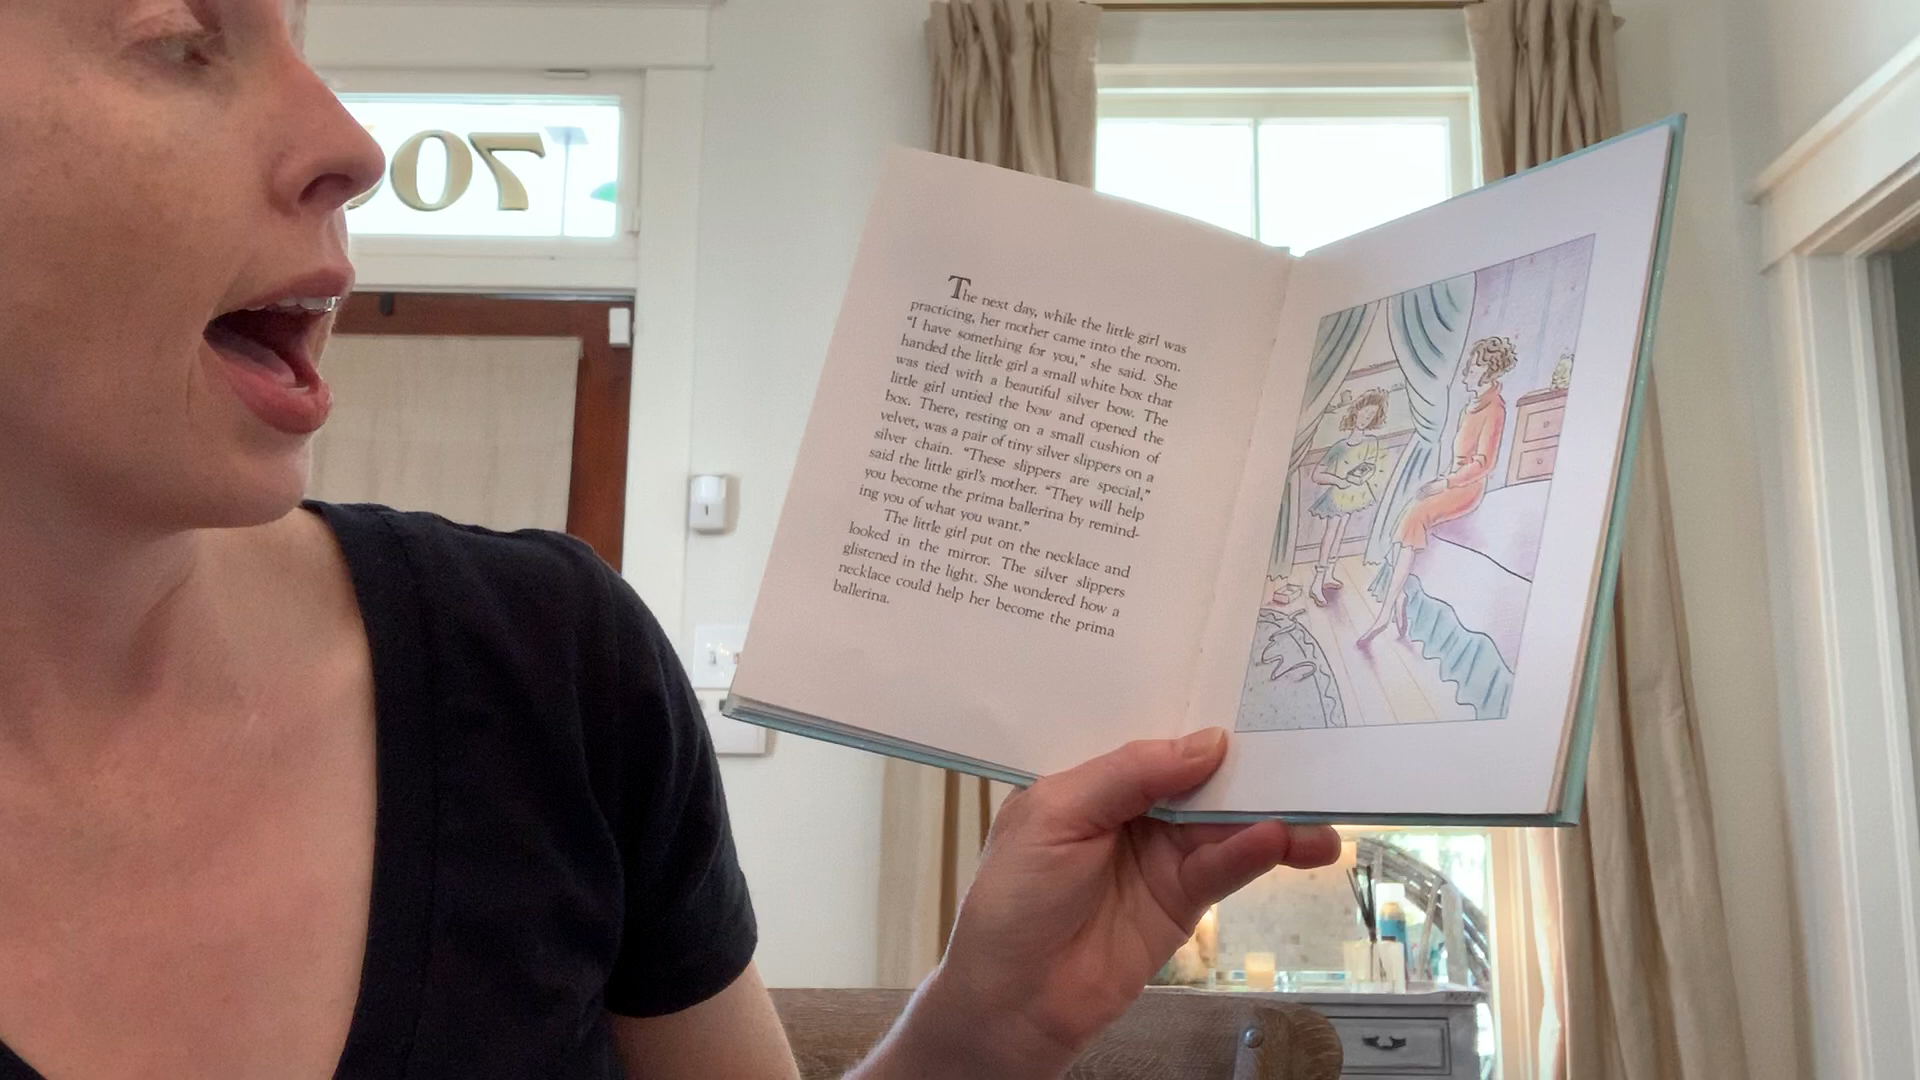 70
The next day, while the little girl was
practicing, her mother came into the room.
“I have something for you,” she said. She
handed the little girl a small white box that
was tied with a beautiful silver bow. The
little girl untied the bow and opened the
box. There, resting on a small cushion of
velvet, was a pair of tiny silver slippers on a
silver chain. “These slippers are special,”
said the little girl’s mother. “They will help
you become the prima ballerina by remind-
ing you of what you want.”
The little girl put on the necklace and
looked in the mirror. The silver slippers
glistened in the light. She wondered how a
necklace could help her become the prima
ballerina.